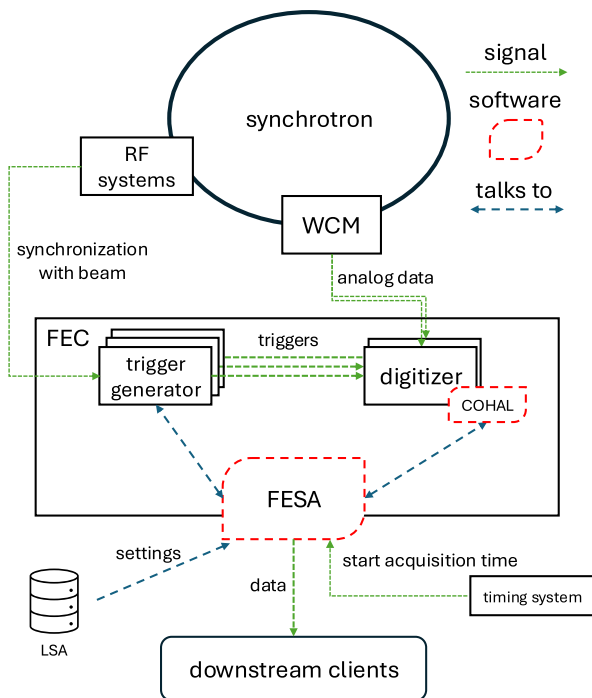 signal
software
talks to
synchrotron
RF
systems
WCM
synchronization
with beam
analog data
FEC
triggers
trigger
generator
digitizer
COHAL
FESA
settings
start acquisition time
data
timing system
LSA
downstream clients